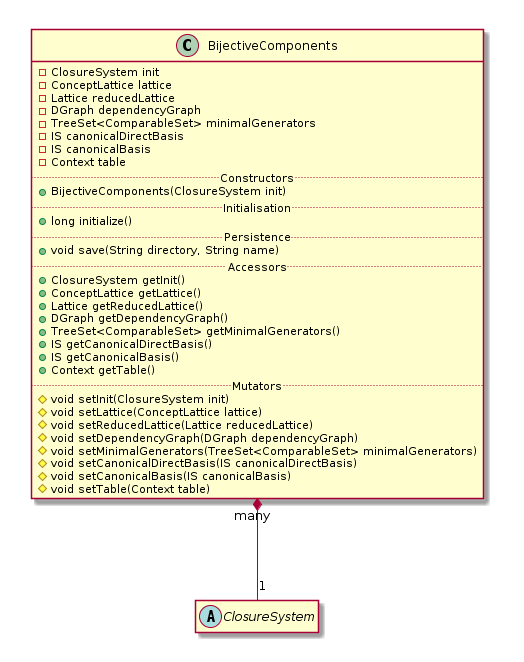 C BijectiveComponents
ClosureSystem init
ConceptLattice lattice
Lattice reducedLattice
DGraph dependencyGraph
TreeSet<ComparableSet> minimalGenerators
IS canonicalDirectBasis
IS canonicalBasis
Context table
Constructors
BijectiveComponents(ClosureSystem init)
Initialisation
long initialize()
Persistence
void save(String directory, String name)
Accessors
ClosureSystem getInit()
ConceptLattice getLattice()
Lattice getReducedLattice()
DGraph getDependencyGraph()
TreeSet<ComparableSet> getMinimalGenerators()
IS getCanonicalDirectBasis()
IS getCanonicalBasis()
Context getTable()
Mutators
void setInit(ClosureSystem init)
void setLattice(ConceptLattice lattice)
void setReducedLattice(Lattice reducedLattice)
void setDependencyGraph(DGraph dependencyGraph)
void setMinimalGenerators(TreeSet<ComparableSet> minimalGenerators)
void setCanonicalDirectBasis(IS canonicalDirectBasis)
void setCanonicalBasis(IS canonicalBasis)
void setTable(Context table)
many
1
A ClosureSystem